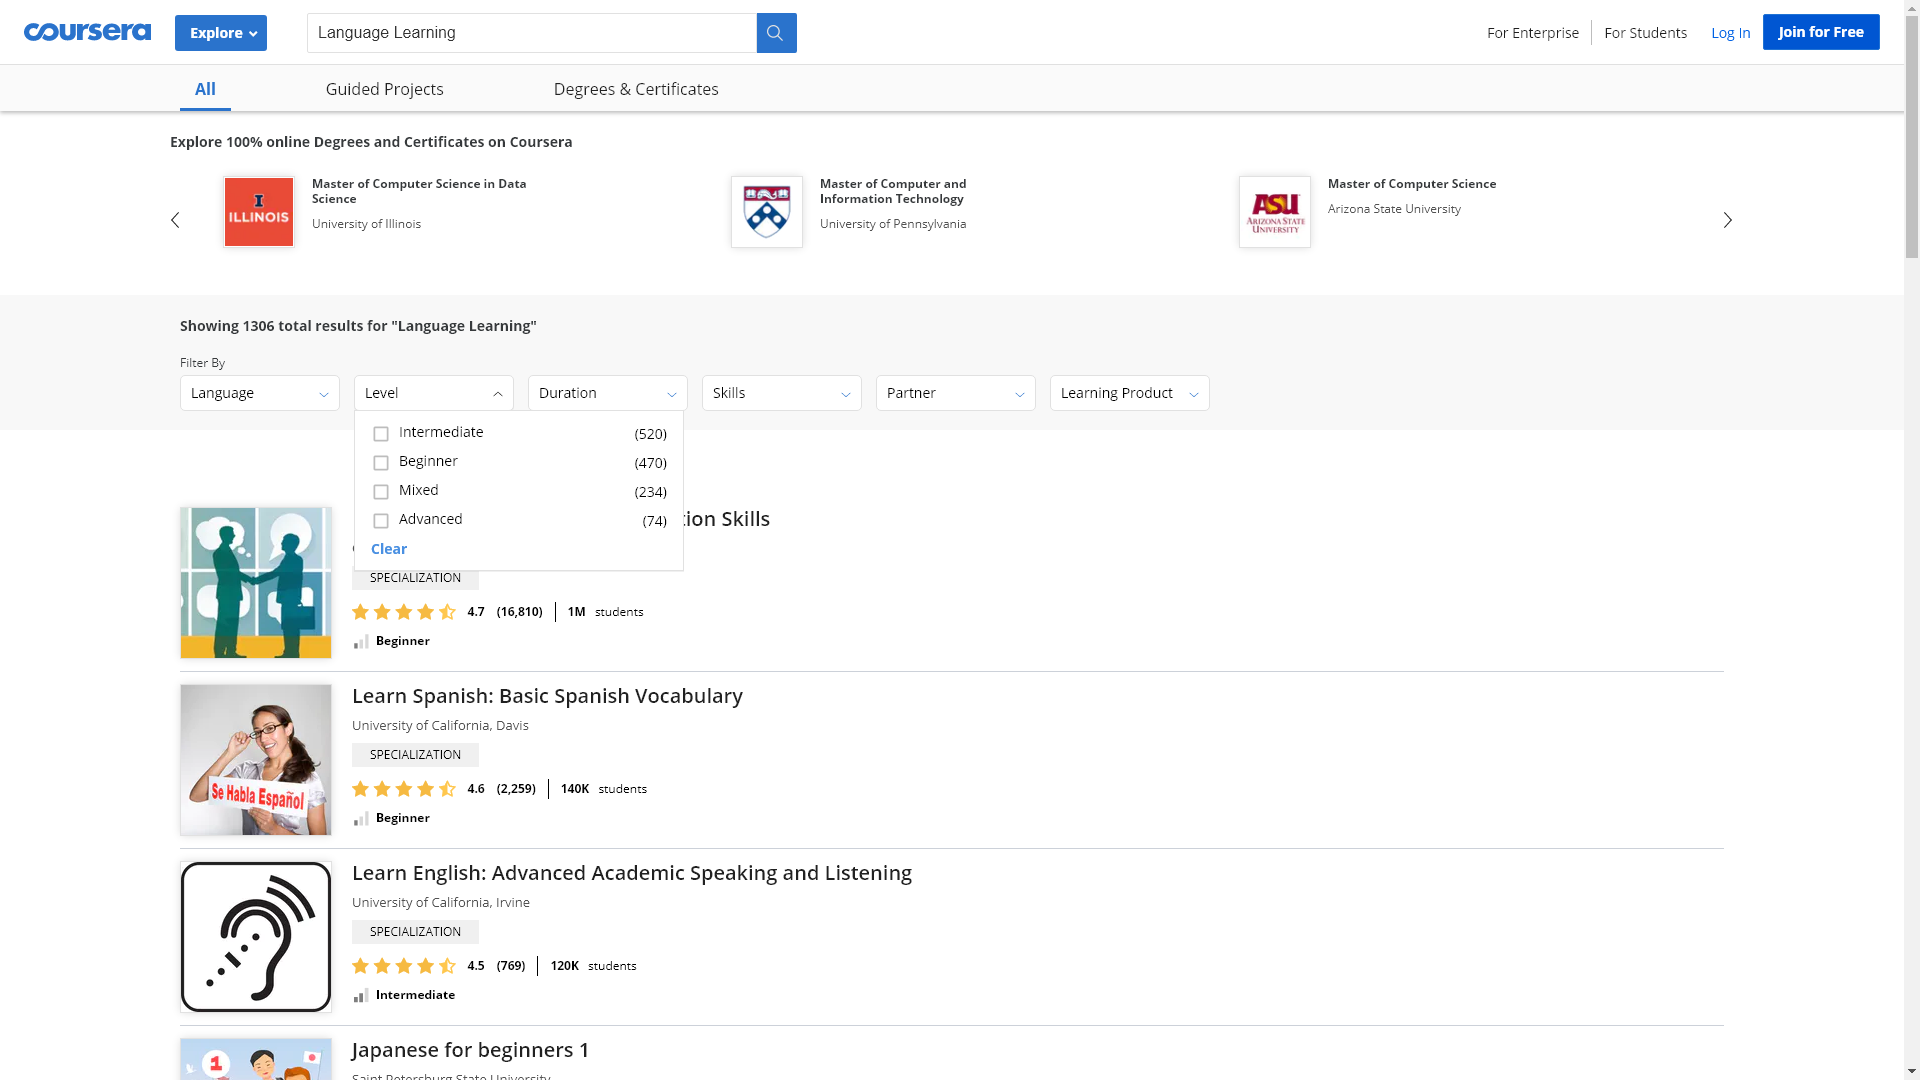 coursera
Explore
Language Learning
For Enterprise
For Students
Log In
Join for Free
All
Guided Projects
Degrees & Certificates
Explore 100% online Degrees and Certificates on Coursera
I
ILLINOIS
Master of Computer Science in Data
Science
University of Illinois
Master of Computer and
Information Technology
University of Pennsylvania
ASU
ARIZONA STATE
UNIVERSITY
Master of Computer Science
Arizona State University
Showing 1306 total results for "Language Learning"
Filter By
Language
Level
Duration
Skills
Partner
Learning Product
Intermediate (520)
Beginner (470)
Mixed (234)
Advanced (74)
Clear
tion Skills
SPECIALIZATION
4.7 (16,810) 1M students
Beginner
Se Habla Español
Learn Spanish: Basic Spanish Vocabulary
University of California, Davis
SPECIALIZATION
4.6 (2,259) 140K students
Beginner
Learn English: Advanced Academic Speaking and Listening
University of California, Irvine
SPECIALIZATION
4.5 (769) 120K students
Intermediate
1
Japanese for beginners 1
Saint Petersburg State University